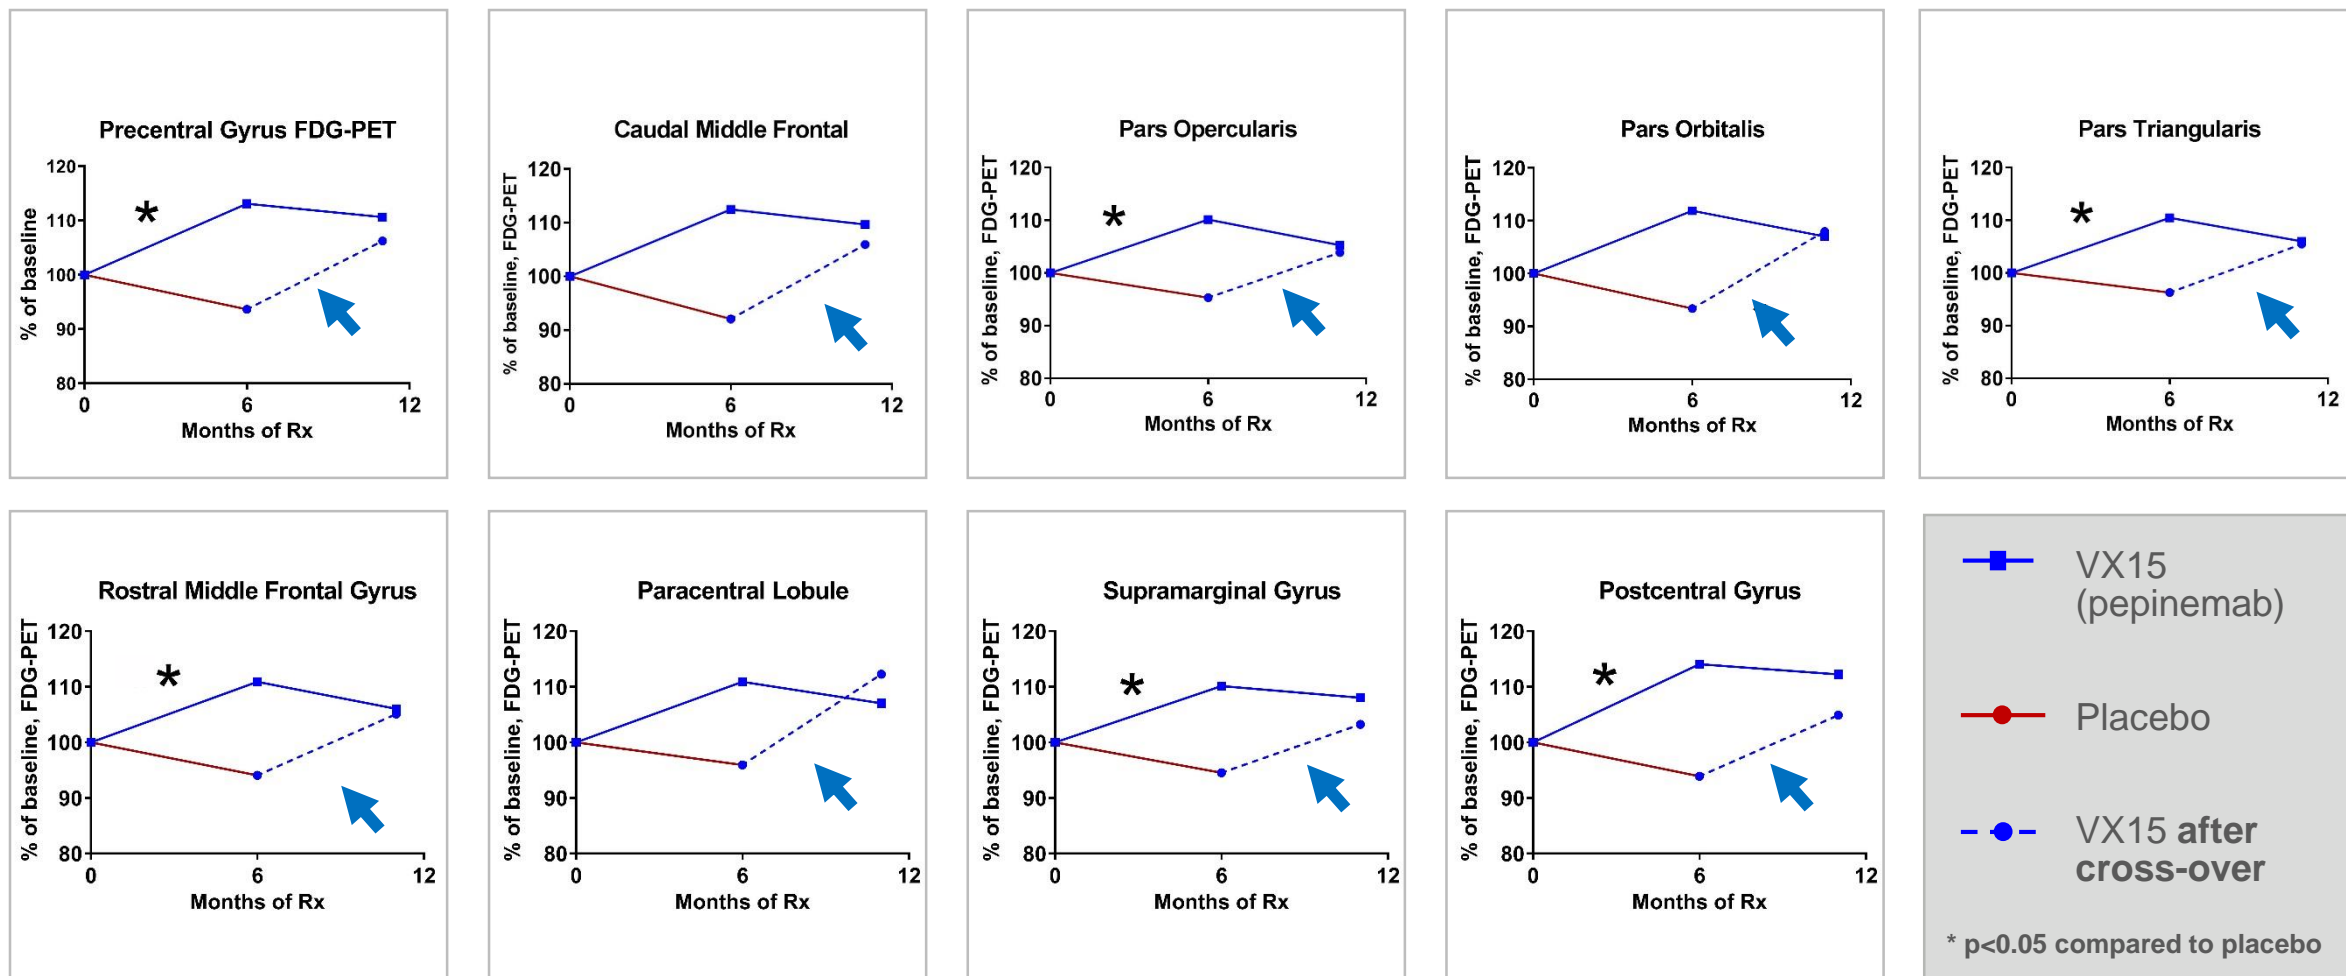 Precentral Gyrus FDG-PET
% of baseline
120
110
100
90
80
0
6
12
Months of Rx
Caudal Middle Frontal
% of baseline, FDG-PET
120
110
100
90
80
0
6
12
Months of Rx
Pars Opercularis
% of baseline, FDG-PET
120
110
100
90
80
0
6
12
Months of Rx
Pars Orbitalis
% of baseline, FDG-PET
120
110
100
90
80
0
6
12
Months of Rx
Pars Triangularis
% of baseline, FDG-PET
120
110
100
90
80
0
6
12
Months of Rx
Rostral Middle Frontal Gyrus
% of baseline, FDG-PET
120
110
100
90
80
0
6
12
Months of Rx
Paracentral Lobule
% of baseline, FDG-PET
120
110
100
90
80
0
6
12
Months of Rx
Supramarginal Gyrus
% of baseline, FDG-PET
120
110
100
90
80
0
6
12
Months of Rx
Postcentral Gyrus
% of baseline, FDG-PET
120
110
100
90
80
0
6
12
Months of Rx
VX15
(pepinemab)
Placebo
VX15 after
cross-over
* p<0.05 compared to placebo